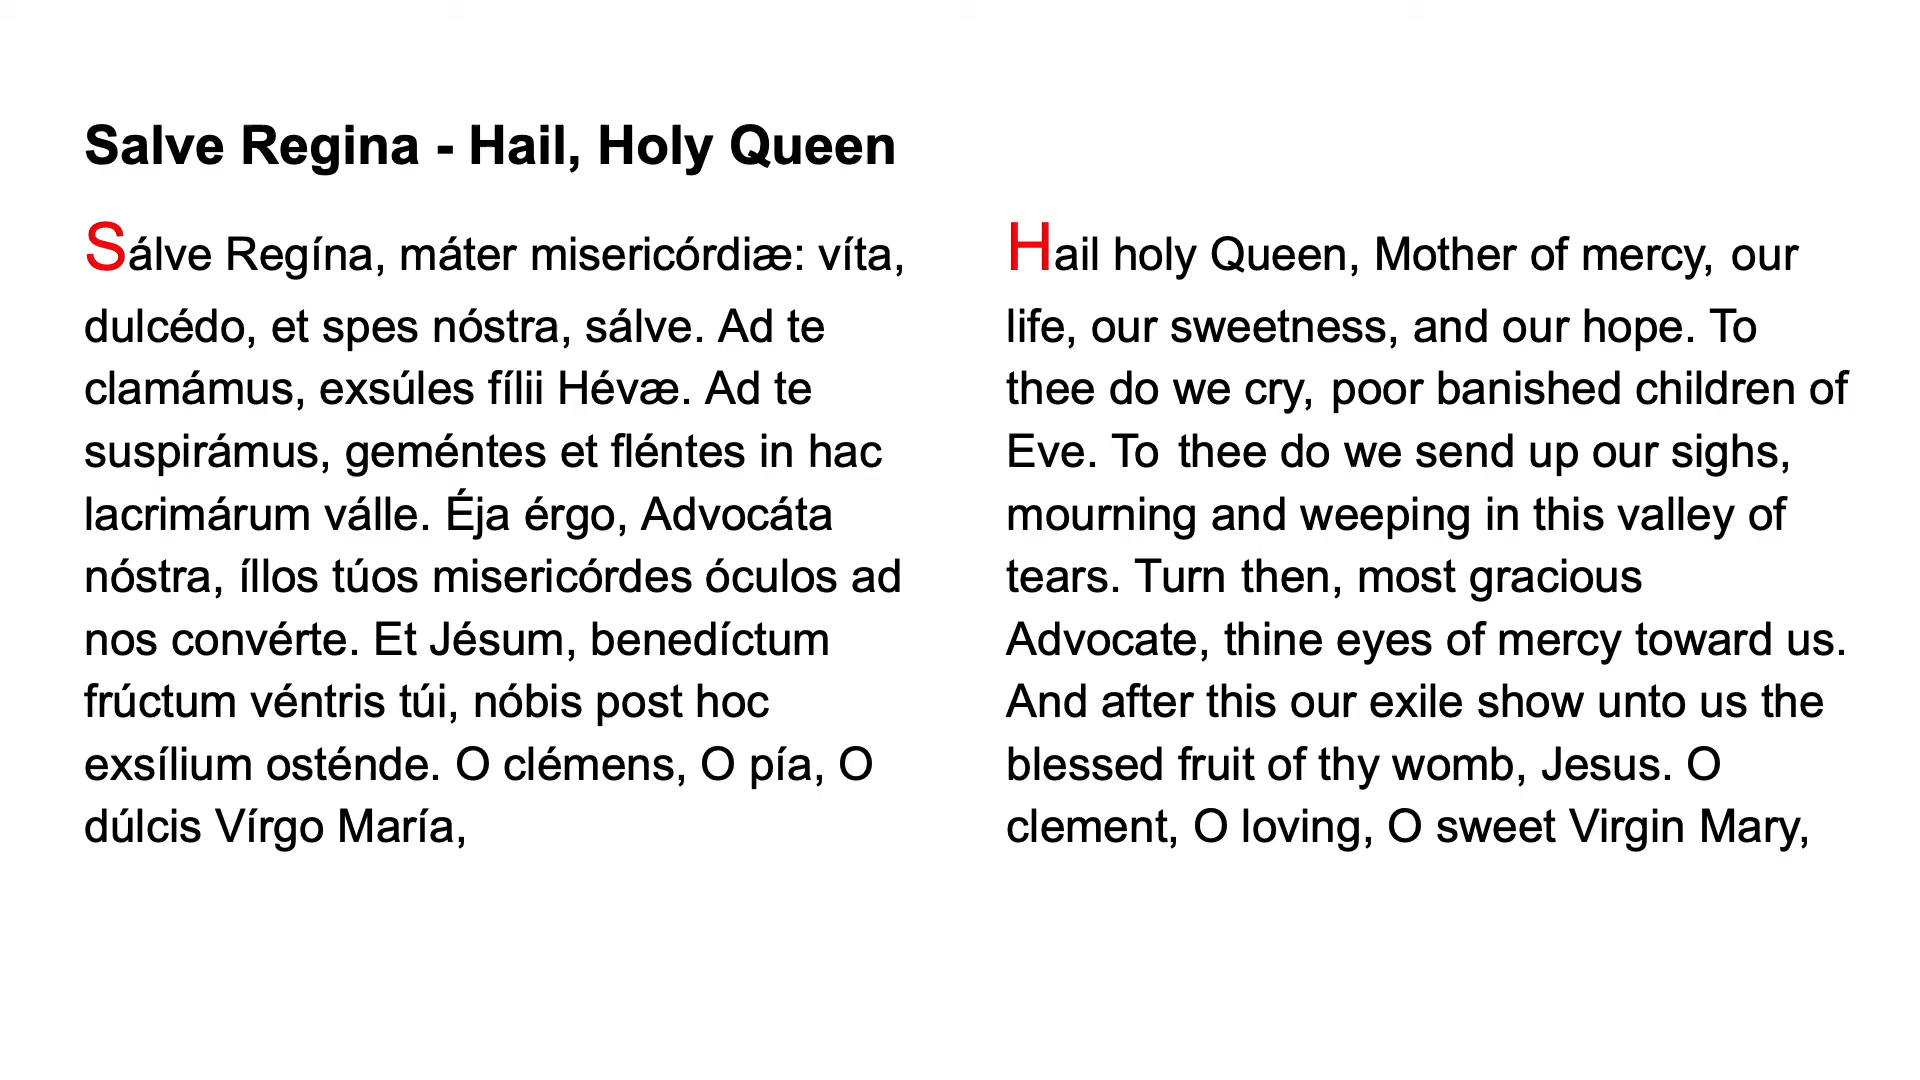 Salve Regina - Hail, Holy Queen
Sálve Regína, máter misericórdiæ: víta,
dulcédo, et spes nóstra, sálve. Ad te
clamámus, exsúles fílii Hévæ. Ad te
suspirámus, geméntes et fléntes in hac
lacrimárum válle. Éja érgo, Advocáta
nóstra, íllos túos misericórdes óculos ad
nos convérte. Et Jésum, benedíctum
frúctum véntris túi, nóbis post hoc
exsílium osténde. O clémens, O pía, O
dúlcis Vírgo María,
Hail holy Queen, Mother of mercy, our
life, our sweetness, and our hope. To
thee do we cry, poor banished children of
Eve. To thee do we send up our sighs,
mourning and weeping in this valley of
tears. Turn then, most gracious
Advocate, thine eyes of mercy toward us.
And after this our exile show unto us the
blessed fruit of thy womb, Jesus. O
clement, O loving, O sweet Virgin Mary,